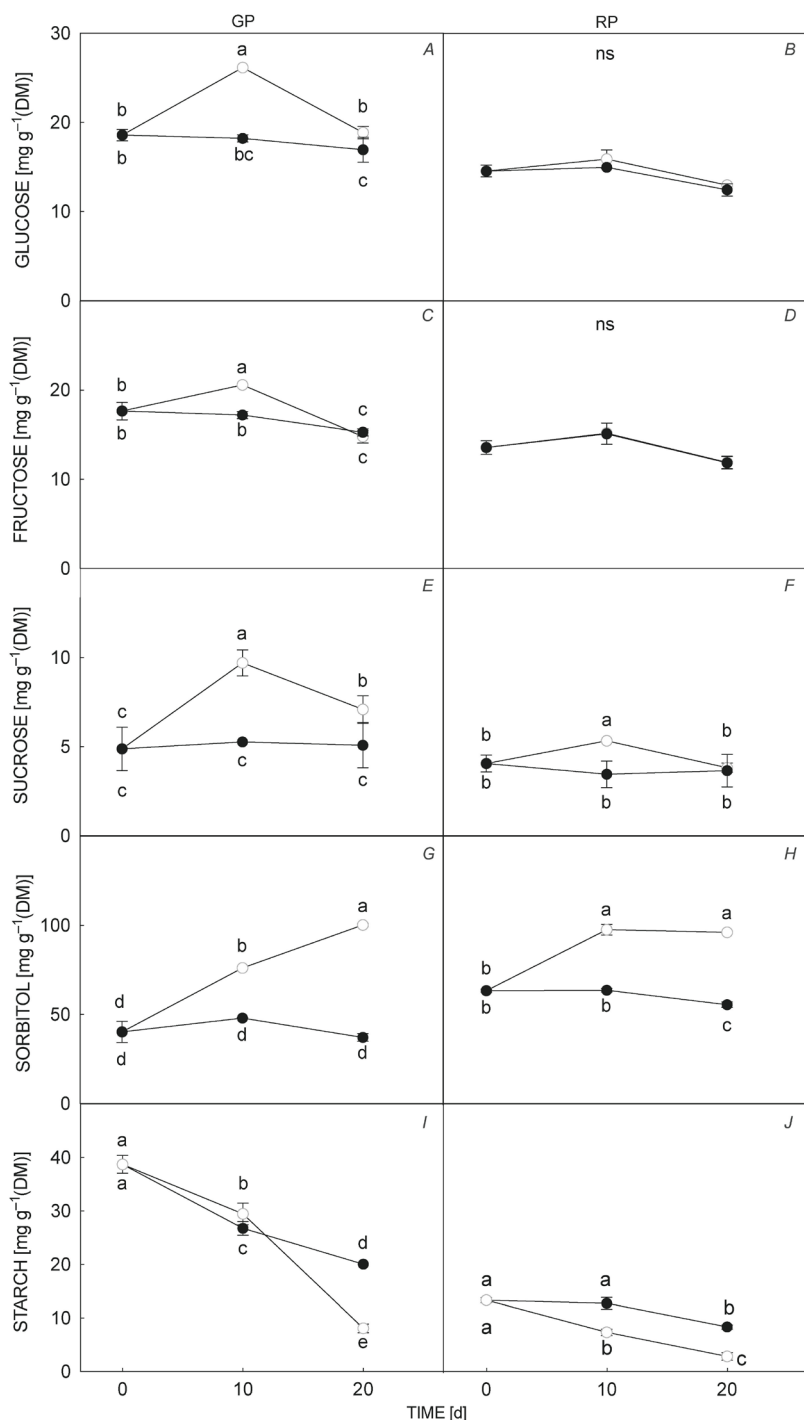 GP RP
GLUCOSE [mg g⁻¹(DM)]
30
20
10
0
A
b
a
b
b
bc
c
B
ns
FRUCTOSE [mg g⁻¹(DM)]
20
10
0
C
b
a
c
b
b
c
D
ns
SUCROSE [mg g⁻¹(DM)]
10
5
0
E
c
a
b
c
c
c
F
b
a
b
b
b
b
SORBITOL [mg g⁻¹(DM)]
100
50
0
G
d
b
a
d
d
d
H
b
a
a
b
b
c
STARCH [mg g⁻¹(DM)]
40
30
20
10
0
I
a
b
d
a
c
e
J
a
a
b
a
b
c
0 10 20 0 10 20
TIME [d]